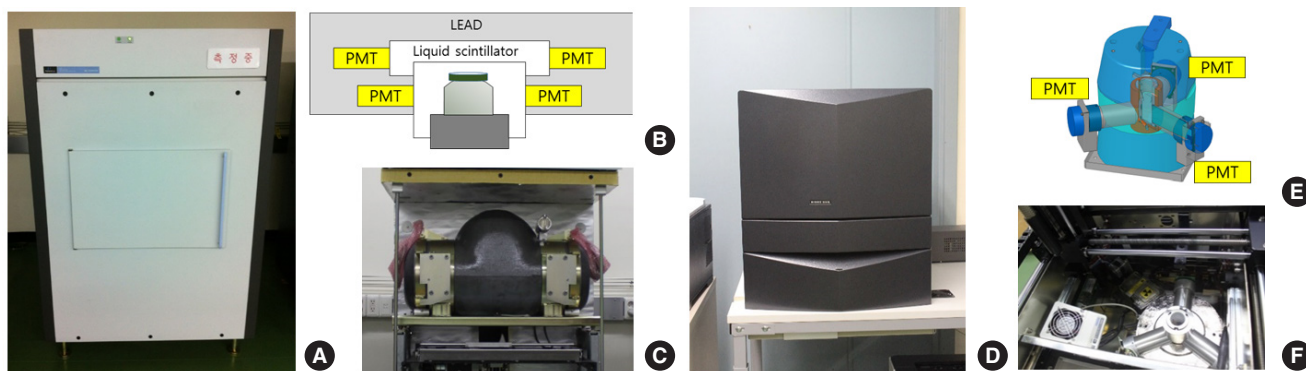 측 정 중
A
LEAD
Liquid scintillator
PMT
PMT
PMT
PMT
B
C
D
PMT
PMT
PMT
E
F